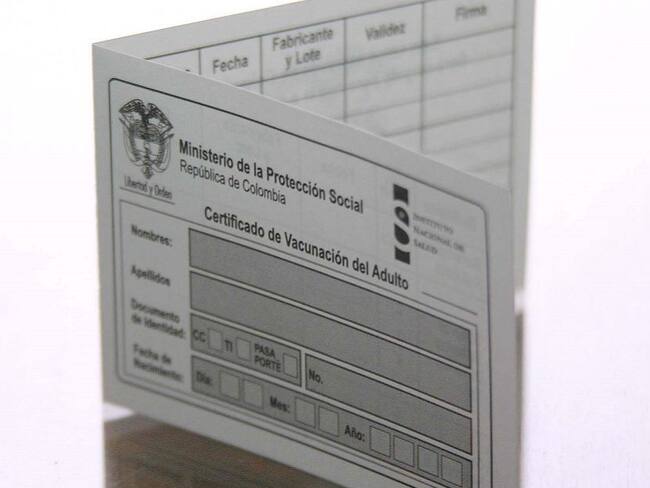 Fecha
Fabricante
y Lote
Validez
Firma
Libertad y Orden
Ministerio de la Protección Social
República de Colombia
INSTITUTO
NACIONAL DE
SALUD
Certificado de Vacunación del Adulto
Nombres:
Apellidos
Documento
de Identidad:
CC
TI
PASA
PORTE
No.
Fecha de
Nacimiento:
Día:
Mes:
Año: